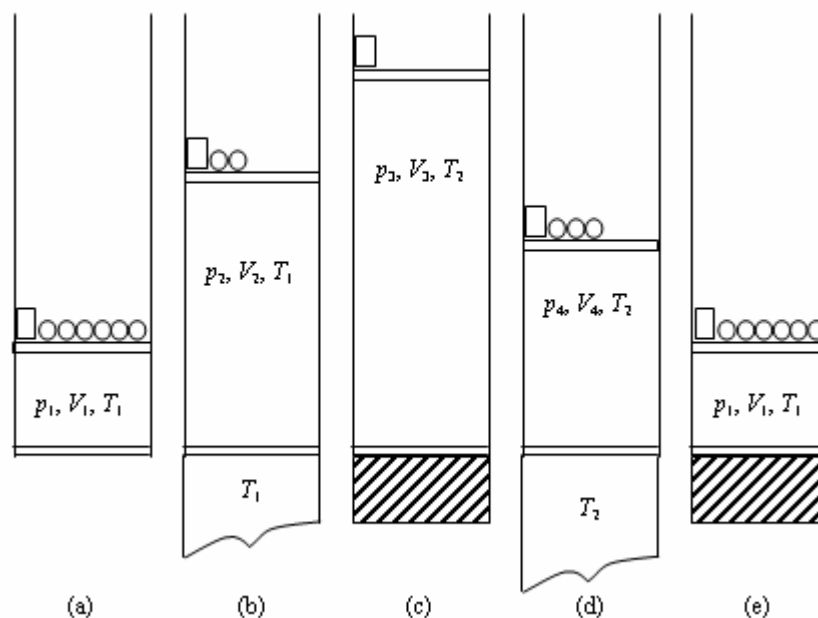 p₃, V₃, T₂
p₂, V₂, T₁
p₄, V₄, T₂
p₁, V₁, T₁
p₁, V₁, T₁
T₁
T₂
(a) (b) (c) (d) (e)